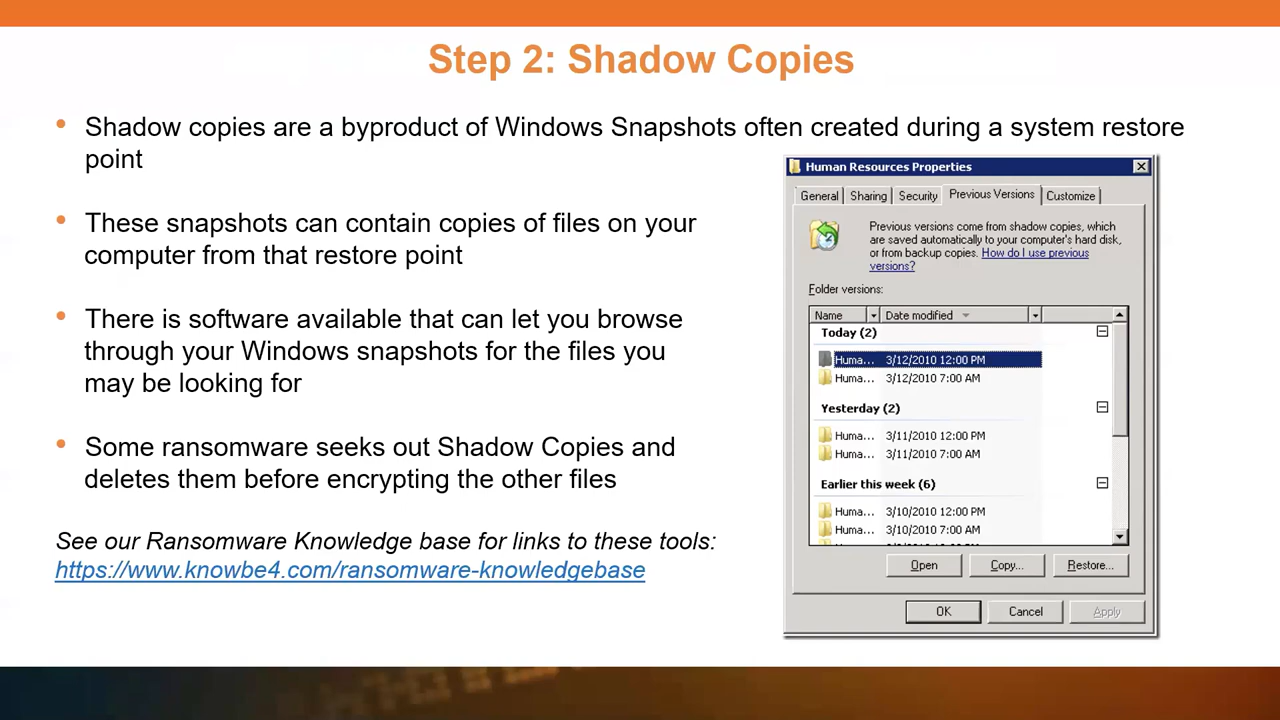 Step 2: Shadow Copies
• Shadow copies are a byproduct of Windows Snapshots often created during a system restore
point
• These snapshots can contain copies of files on your
computer from that restore point
• There is software available that can let you browse
through your Windows snapshots for the files you
may be looking for
• Some ransomware seeks out Shadow Copies and
deletes them before encrypting the other files
See our Ransomware Knowledge base for links to these tools:
https://www.knowbe4.com/ransomware-knowledgebase
Human Resources Properties
General Sharing Security Previous Versions Customize
Previous versions come from shadow copies, which
are saved automatically to your computer's hard disk,
or from backup copies. How do I use previous
versions?
Folder versions:
Name Date modified
Today (2)
Huma... 3/12/2010 12:00 PM
Huma... 3/12/2010 7:00 AM
Yesterday (2)
Huma... 3/11/2010 12:00 PM
Huma... 3/11/2010 7:00 AM
Earlier this week (6)
Huma... 3/10/2010 12:00 PM
Huma... 3/10/2010 7:00 AM
Open Copy... Restore...
OK Cancel Apply